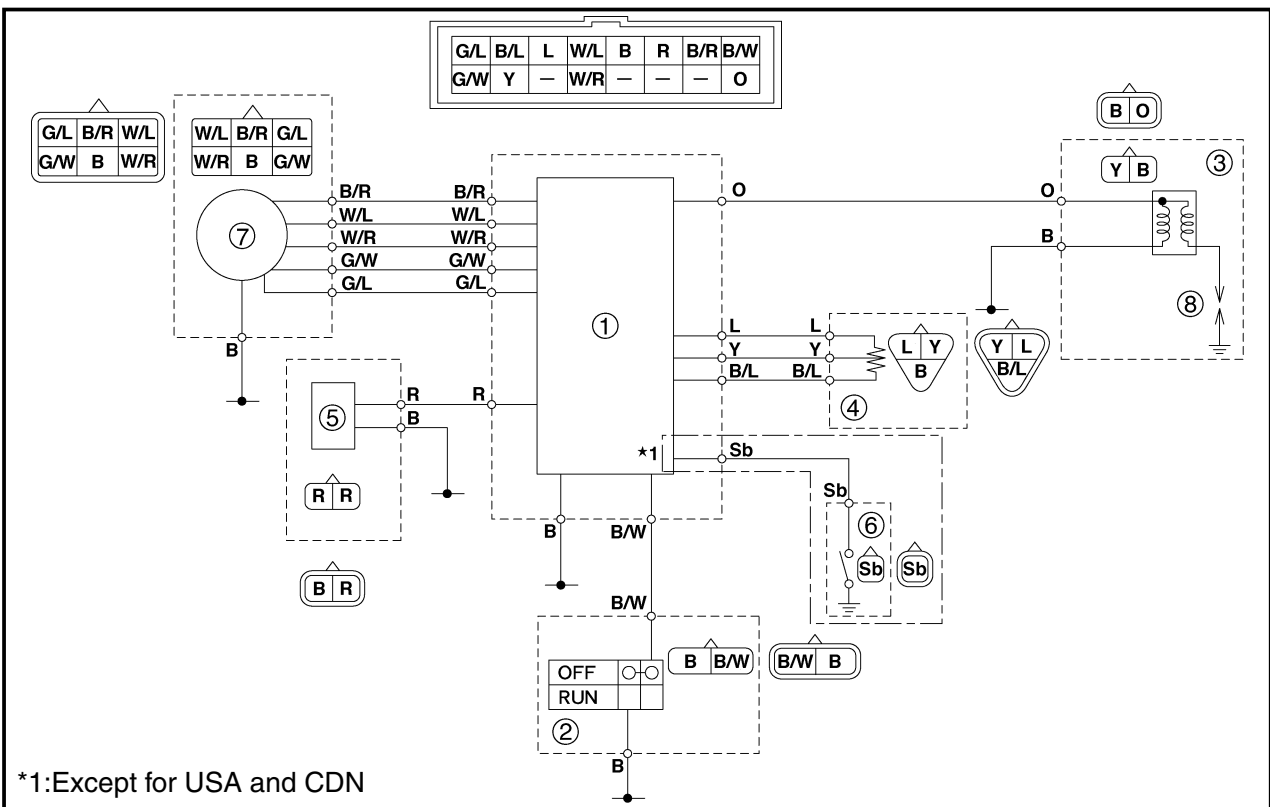 G/L B/L L W/L B R B/R B/W
G/W Y – W/R – – – O
G/L B/R W/L
G/W B W/R
W/L B/R G/L
W/R B G/W
B O
Y B
③
B/R B/R
W/L W/L
W/R W/R
G/W G/W
G/L G/L
⑦
B
①
O O
B
⑧
L L
Y Y
B/L B/L
L Y
B
④
Y L
B/L
⑤
R R
B
R R
B R
★1
Sb
Sb
⑥
Sb
Sb
B
B/W
B/W
OFF
RUN
②
B B/W
B/W B
B
*1:Except for USA and CDN